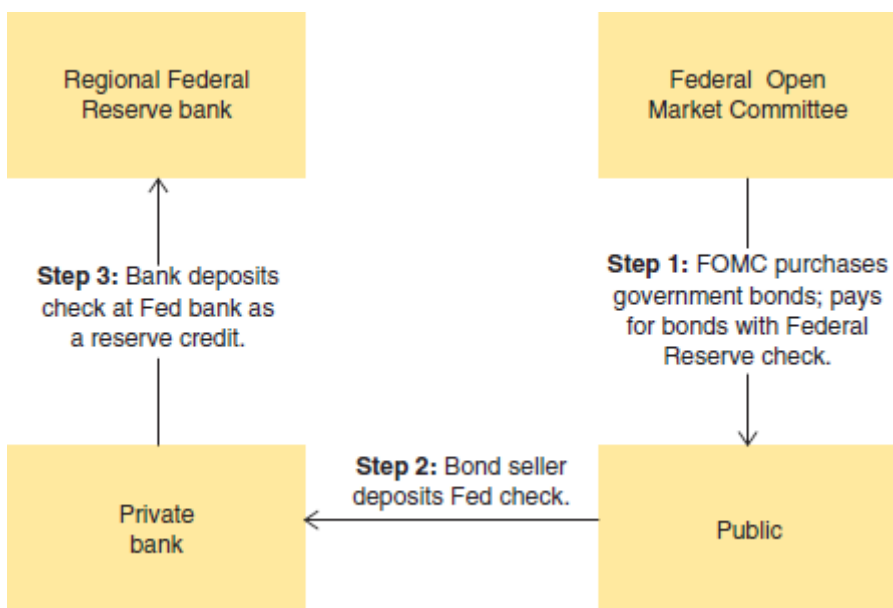 Regional Federal
Reserve bank
Federal Open
Market Committee
Step 3: Bank deposits
check at Fed bank as
a reserve credit.
Step 1: FOMC purchases
government bonds; pays
for bonds with Federal
Reserve check.
Step 2: Bond seller
deposits Fed check.
Private
bank
Public